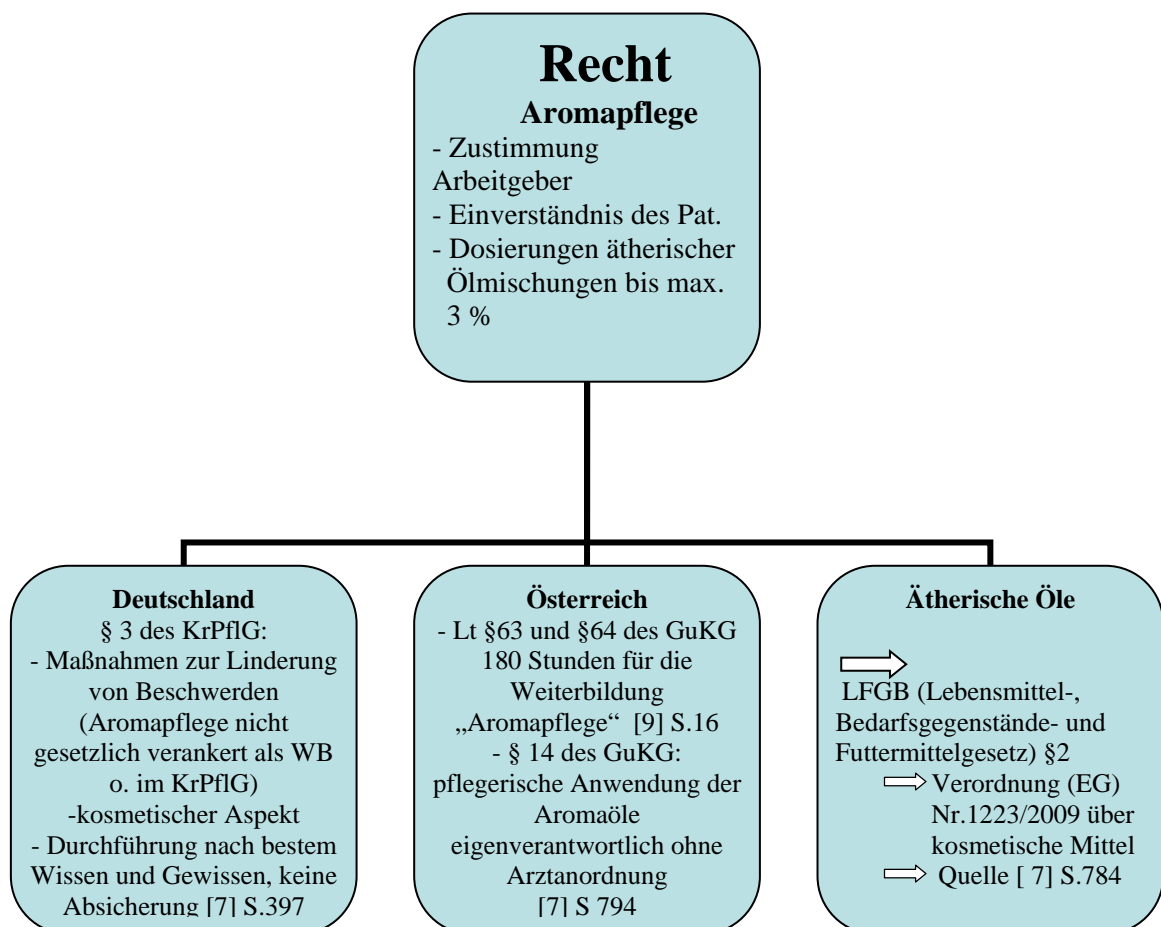 Recht
Aromapflege
- Zustimmung
Arbeitgeber
- Einverständnis des Pat.
- Dosierungen ätherischer
Ölmischungen bis max.
3 %
Deutschland
§ 3 des KrPflG:
- Maßnahmen zur Linderung
von Beschwerden
(Aromapflege nicht
gesetzlich verankert als WB
o. im KrPflG)
-kosmetischer Aspekt
- Durchführung nach bestem
Wissen und Gewissen, keine
Absicherung [7] S.397
Österreich
- Lt §63 und §64 des GuKG
180 Stunden für die
Weiterbildung
„Aromapflege“ [9] S.16
- § 14 des GuKG:
pflegerische Anwendung der
Aromaöle
eigenverantwortlich ohne
Arztanordnung
[7] S 794
Ätherische Öle
LFGB (Lebensmittel-,
Bedarfsgegenstände- und
Futtermittelgesetz) §2
Verordnung (EG)
Nr.1223/2009 über
kosmetische Mittel
Quelle [ 7] S.784